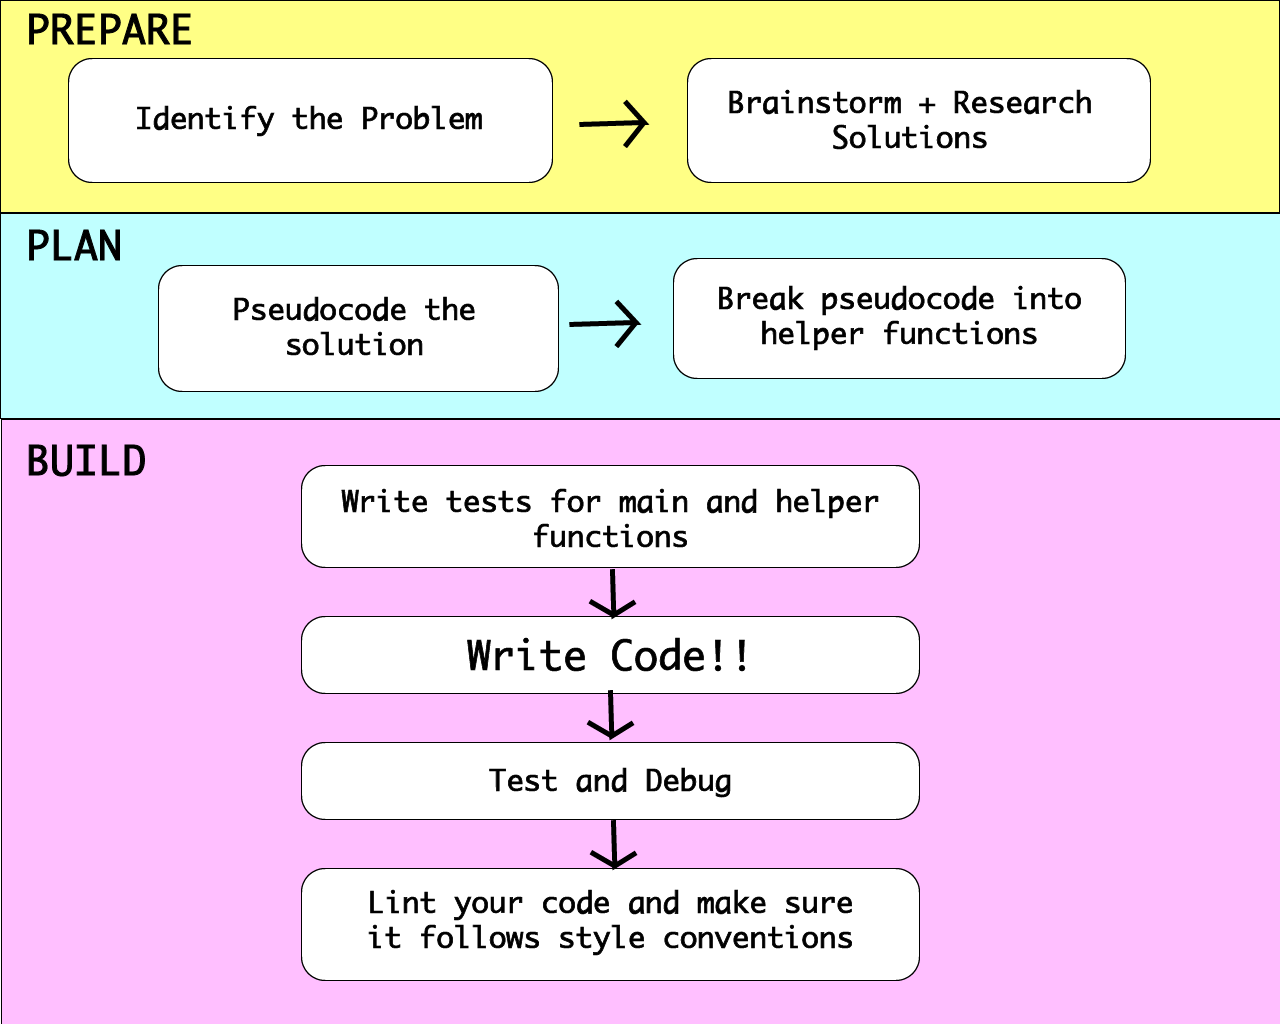 PREPARE
Identify the Problem
Brainstorm + Research
Solutions
PLAN
Pseudocode the
solution
Break pseudocode into
helper functions
BUILD
Write tests for main and helper
functions
Write Code!!
Test and Debug
Lint your code and make sure
it follows style conventions